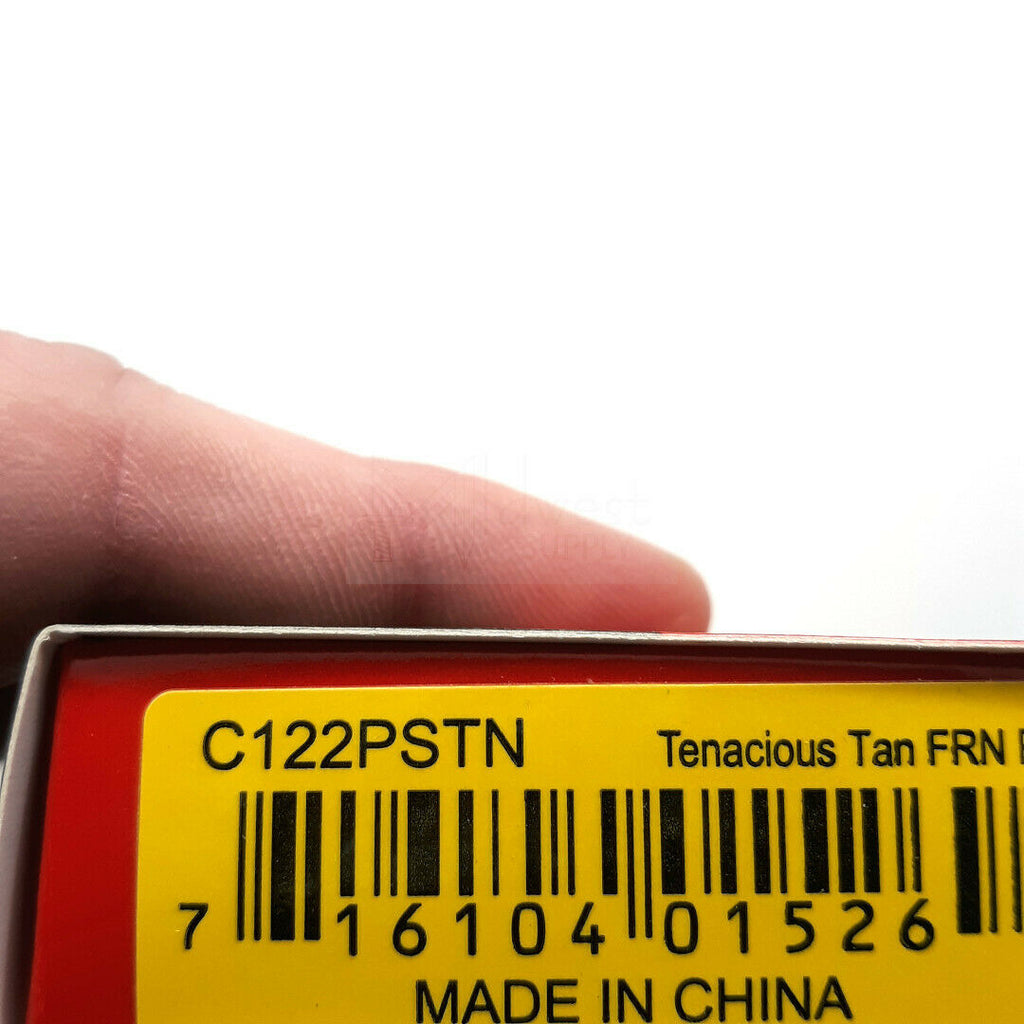 C122PSTN
Tenacious Tan FRN
7 16104 01526
MADE IN CHINA